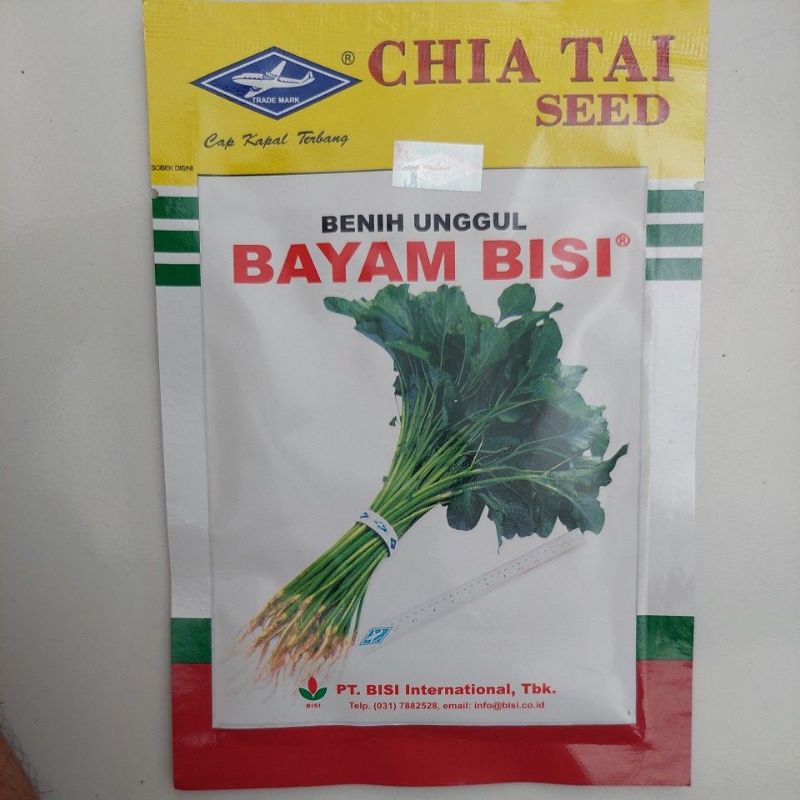 CHIA TAI
SEED
®
TRADE MARK
Cap Kapal Terbang
SOBEK DISINI
BENIH UNGGUL
BAYAM BISI®
BISI
PT. BISI International, Tbk.
Telp. (031) 7882528, email: info@bisi.co.id